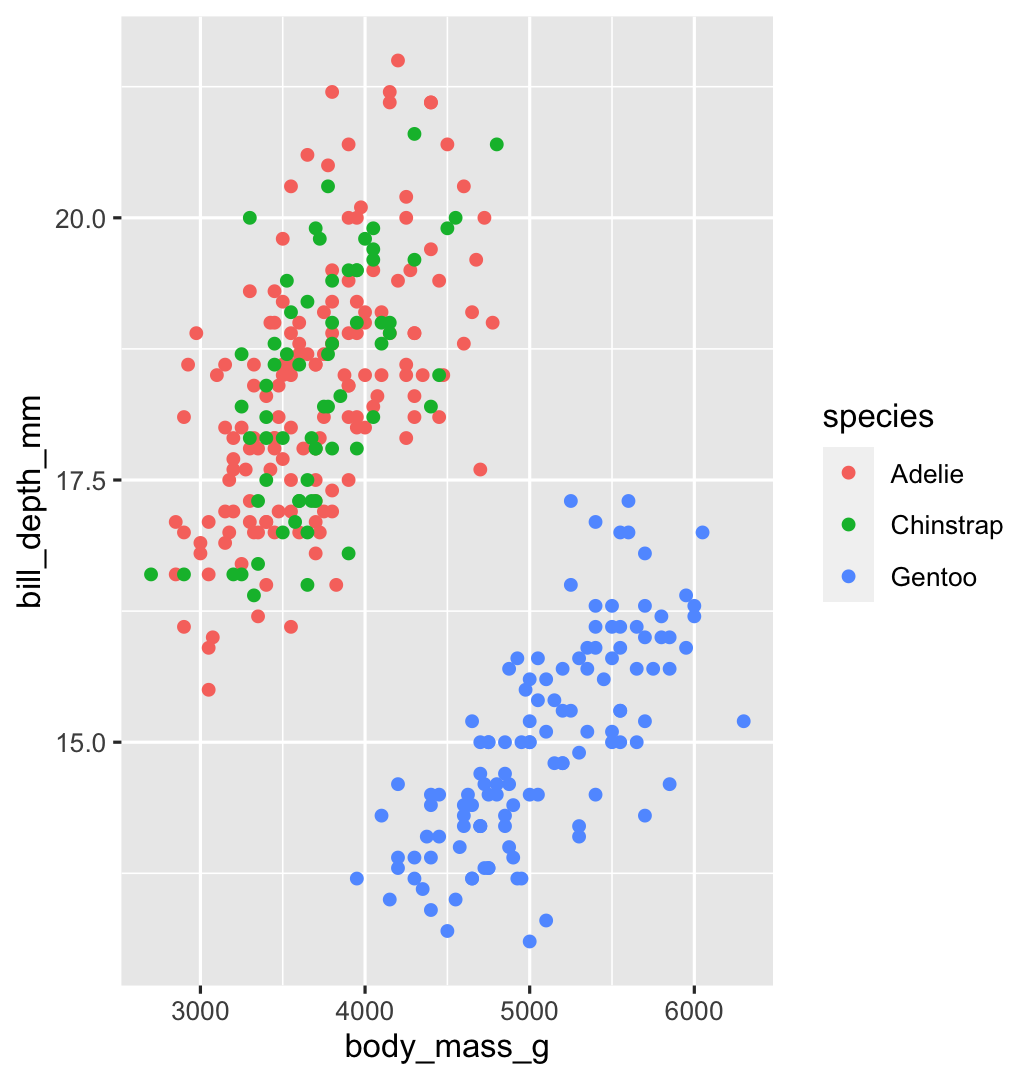 20.0
17.5
15.0
bill_depth_mm
3000 4000 5000 6000
body_mass_g
species
Adelie
Chinstrap
Gentoo